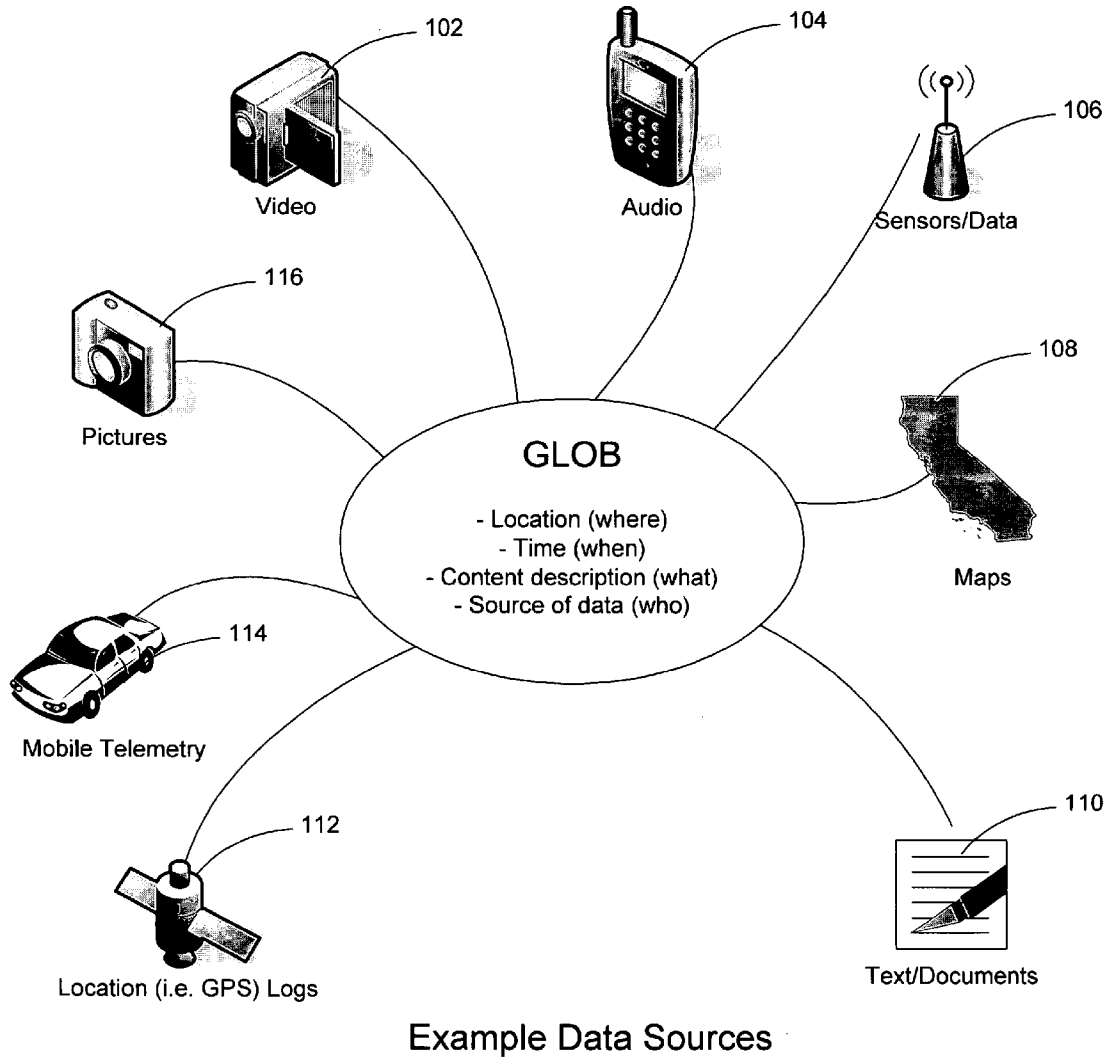 102
104
106
Video
Audio
Sensors/Data
116
108
Pictures
GLOB
- Location (where)
- Time (when)
- Content description (what)
- Source of data (who)
Maps
114
Mobile Telemetry
112
110
Location (i.e. GPS) Logs
Text/Documents
Example Data Sources